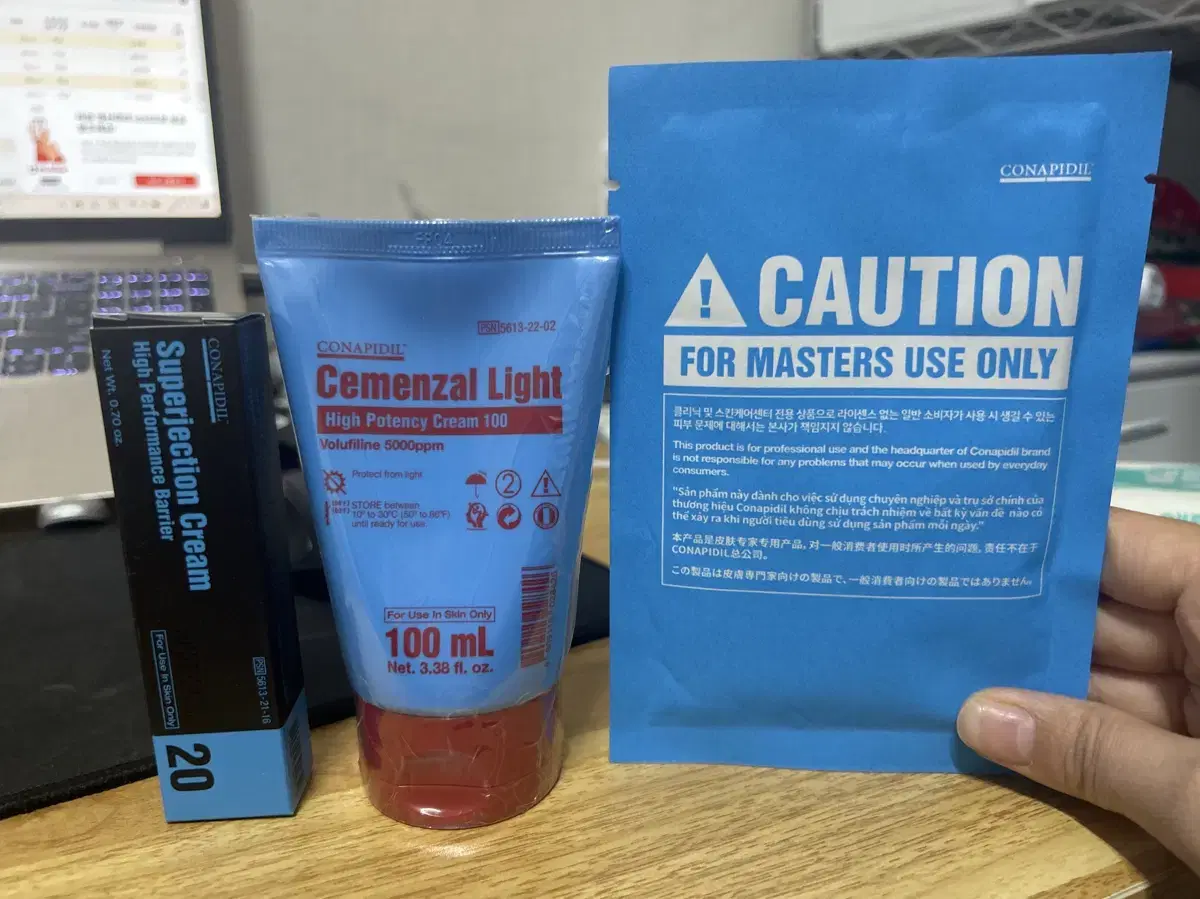 CONAPIDIL
Superjection Cream
High Performance Barrier
Net Wt. 0.70 oz.
For Use In Skin Only
PSN 5613-21-16
20
PSN 5613-22-02
CONAPIDIL
Cemenzal Light
High Potency Cream 100
Volufiline 5000ppm
Protect from light
STORE between
10° to 30°C (50° to 86°F)
until ready for use.
2
For Use In Skin Only
100 mL
Net. 3.38 fl. oz.
CONAPIDIL
CAUTION
FOR MASTERS USE ONLY
클리닉 및 스킨케어센터 전용 상품으로 라이센스 없는 일반 소비자가 사용 시 생길 수 있는
피부 문제에 대해서는 본사가 책임지지 않습니다.
This product is for professional use and the headquarter of Conapidil brand
is not responsible for any problems that may occur when used by everyday
consumers.
"Sản phẩm này dành cho việc sử dụng chuyên nghiệp và trụ sở chính của
thương hiệu Conapidil không chịu trách nhiệm về bất kỳ vấn đề nào có
thể xảy ra khi người tiêu dùng sử dụng sản phẩm mỗi ngày."
本产品是皮肤专家专用产品, 对一般消费者使用时所产生的问题, 责任不在于
CONAPIDIL总公司。
この製品は皮膚専門家向けの製品で、一般消費者向けの製品ではありません。